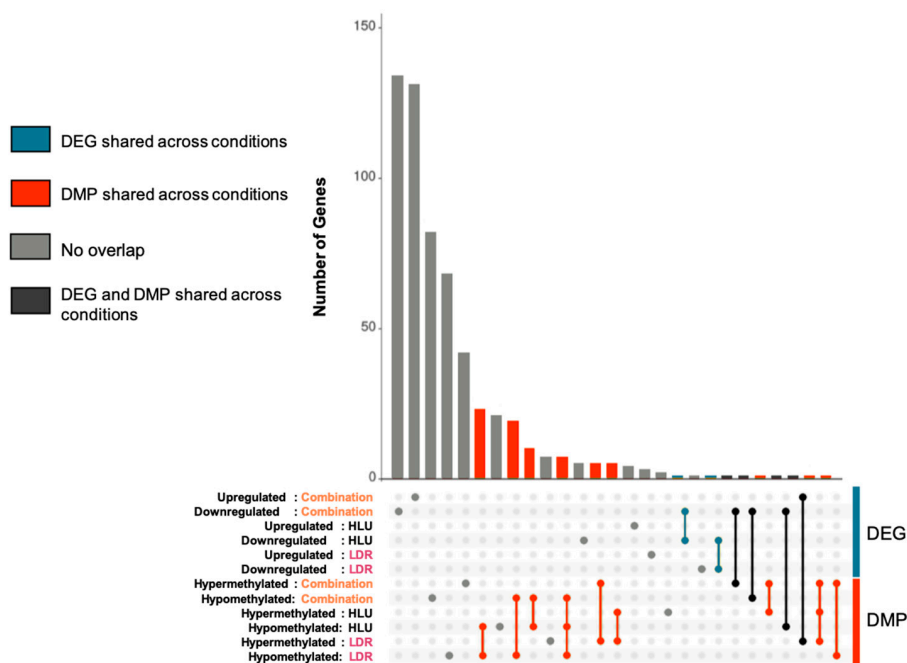 150
DEG shared across conditions
DMP shared across conditions
No overlap
DEG and DMP shared across
conditions
Number of Genes
100
50
0
Upregulated : Combination
Downregulated : Combination
Upregulated : HLU
Downregulated : HLU
Upregulated : LDR
Downregulated : LDR
Hypermethylated : Combination
Hypomethylated: Combination
Hypermethylated : HLU
Hypomethylated: HLU
Hypermethylated : LDR
Hypomethylated: LDR
DEG
DMP